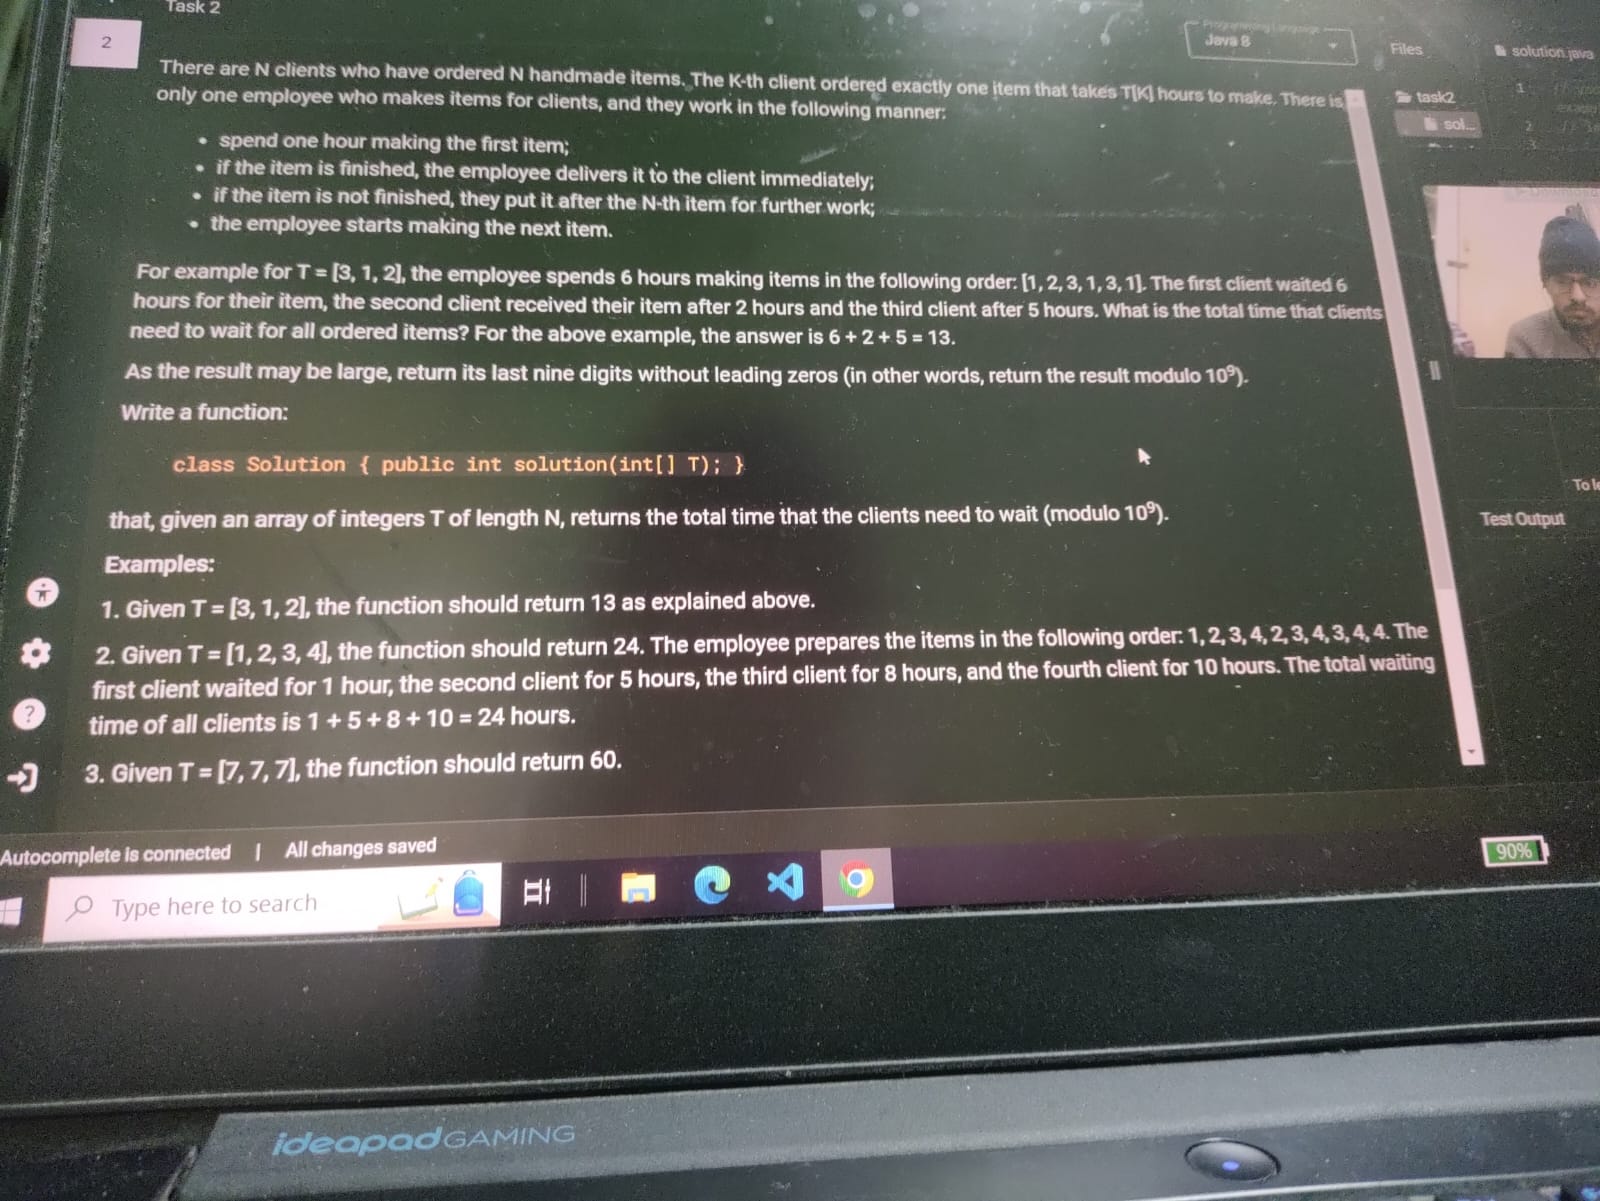 Task 2
2
Programming Language
Java 8
Files
solution.java
task2
sol...
1
2
There are N clients who have ordered N handmade items. The K-th client ordered exactly one item that takes T[K] hours to make. There is
only one employee who makes items for clients, and they work in the following manner:
• spend one hour making the first item;
• if the item is finished, the employee delivers it to the client immediately;
• if the item is not finished, they put it after the N-th item for further work;
• the employee starts making the next item.
For example for T = [3, 1, 2], the employee spends 6 hours making items in the following order: [1, 2, 3, 1, 3, 1]. The first client waited 6
hours for their item, the second client received their item after 2 hours and the third client after 5 hours. What is the total time that clients
need to wait for all ordered items? For the above example, the answer is 6 + 2 + 5 = 13.
As the result may be large, return its last nine digits without leading zeros (in other words, return the result modulo 10⁹).
Write a function:
class Solution { public int solution(int[] T); }
that, given an array of integers T of length N, returns the total time that the clients need to wait (modulo 10⁹).
Examples:
1. Given T = [3, 1, 2], the function should return 13 as explained above.
2. Given T = [1, 2, 3, 4], the function should return 24. The employee prepares the items in the following order: 1, 2, 3, 4, 2, 3, 4, 3, 4, 4. The
first client waited for 1 hour, the second client for 5 hours, the third client for 8 hours, and the fourth client for 10 hours. The total waiting
time of all clients is 1 + 5 + 8 + 10 = 24 hours.
3. Given T = [7, 7, 7], the function should return 60.
Test Output
Autocomplete is connected | All changes saved
90%
Type here to search
ideapad GAMING